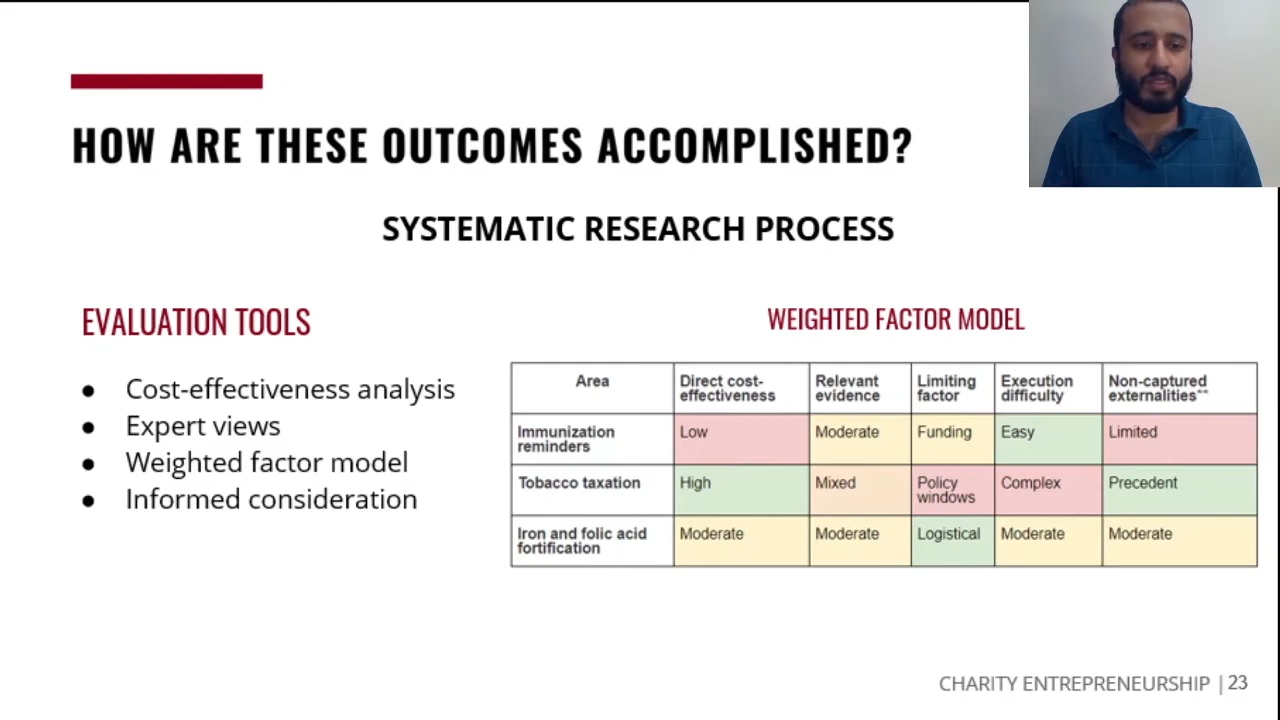 HOW ARE THESE OUTCOMES ACCOMPLISHED?
SYSTEMATIC RESEARCH PROCESS
EVALUATION TOOLS
● Cost-effectiveness analysis
● Expert views
● Weighted factor model
● Informed consideration
WEIGHTED FACTOR MODEL
Area
Direct cost-
effectiveness
Relevant
evidence
Limiting
factor
Execution
difficulty
Non-captured
externalities**
Immunization
reminders
Low
Moderate
Funding
Easy
Limited
Tobacco taxation
High
Mixed
Policy
windows
Complex
Precedent
Iron and folic acid
fortification
Moderate
Moderate
Logistical
Moderate
Moderate
CHARITY ENTREPRENEURSHIP | 23